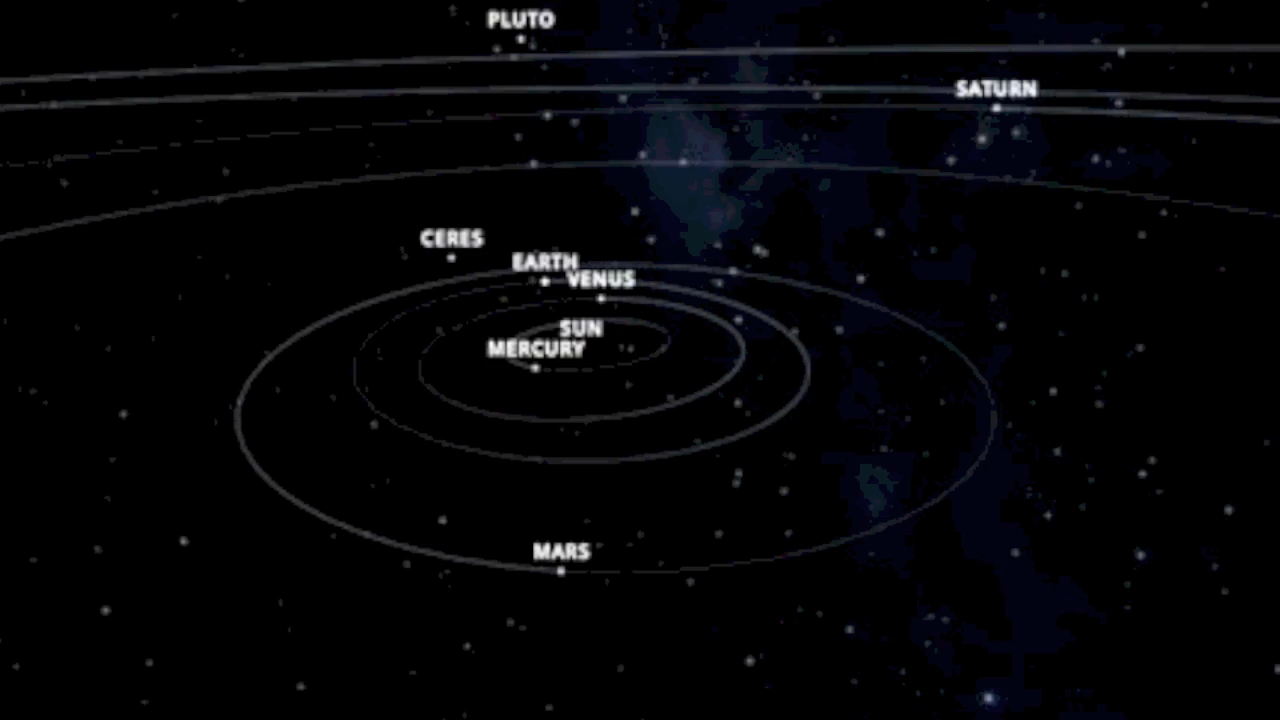 PLUTO
SATURN
CERES
EARTH
VENUS
SUN
MERCURY
MARS